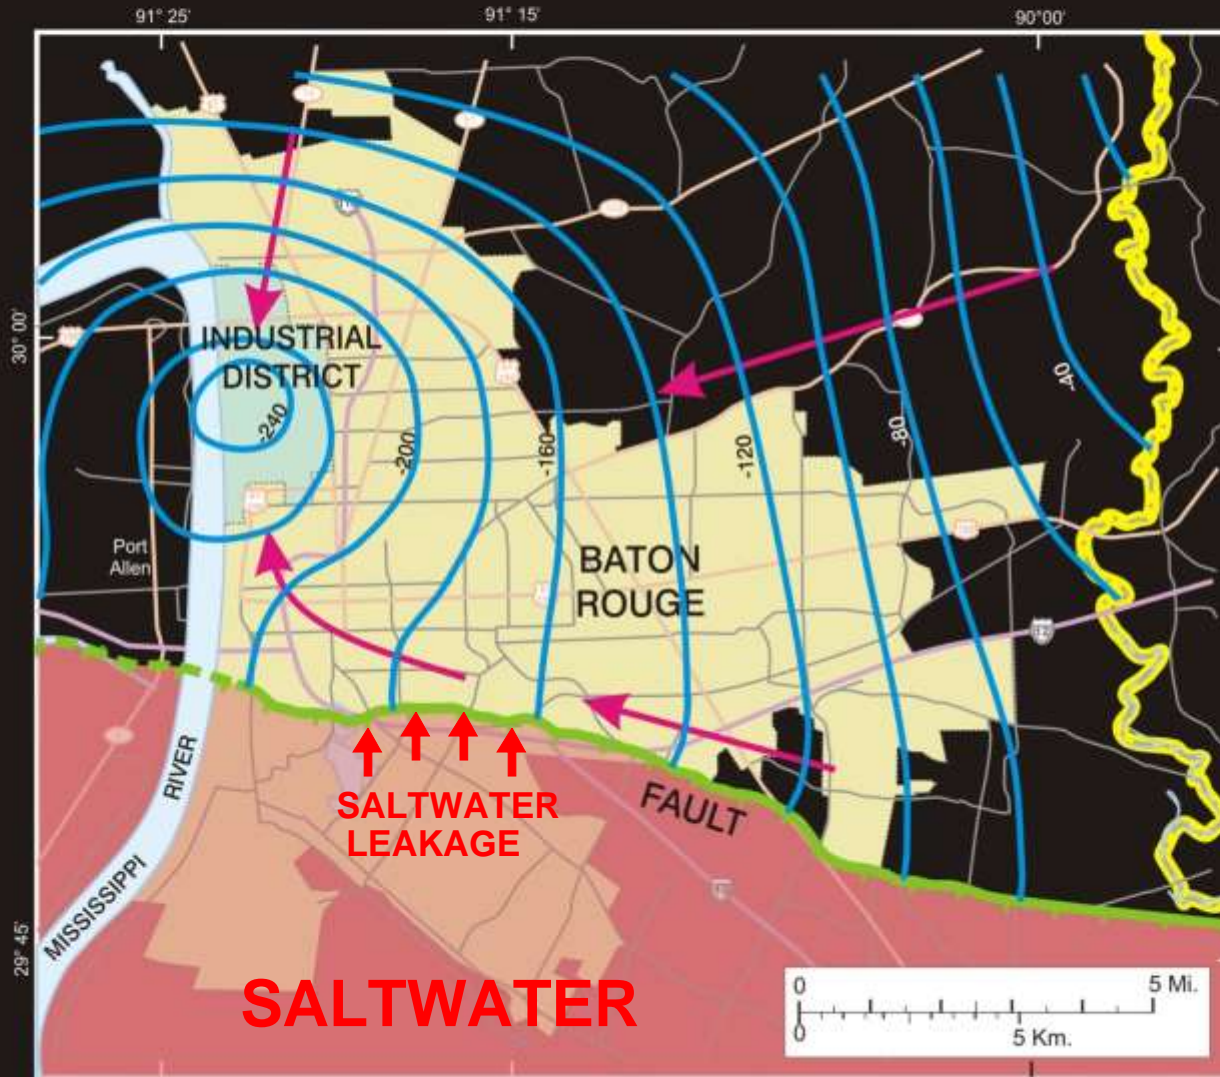 91° 25'
91° 15'
90°00'
30° 00'
INDUSTRIAL
DISTRICT
-240
-200
-160
-120
-80
-40
Port
Allen
BATON
ROUGE
12
RIVER
MISSISSIPPI
SALTWATER
LEAKAGE
FAULT
29° 45'
SALTWATER
0
5 Mi.
0
5 Km.